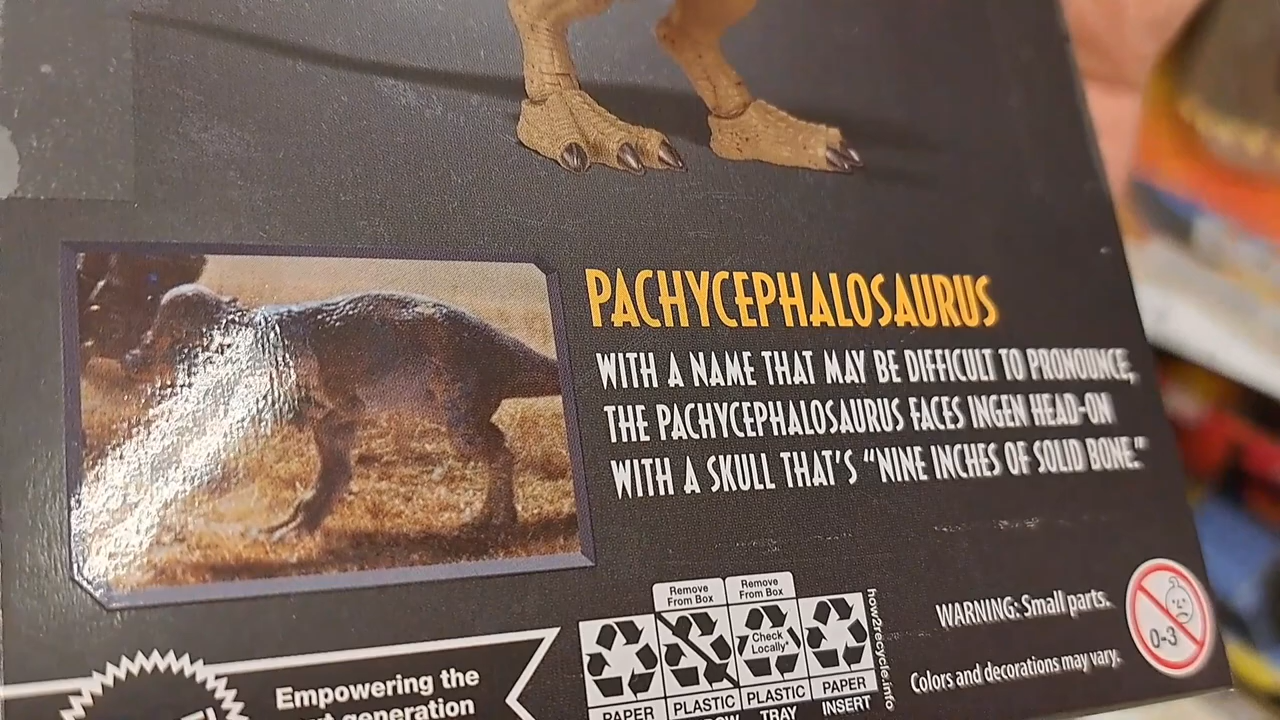 PACHYCEPHALOSAURUS
WITH A NAME THAT MAY BE DIFFICULT TO PRONOUNCE,
THE PACHYCEPHALOSAURUS FACES INGEN HEAD-ON
WITH A SKULL THAT'S “NINE INCHES OF SOLID BONE.”
Remove From Box
Remove From Box
Check Locally*
PAPER
PLASTIC
PLASTIC TRAY
PAPER INSERT
how2recycle.info
WARNING: Small parts.
0-3
Colors and decorations may vary.
Empowering the
generation